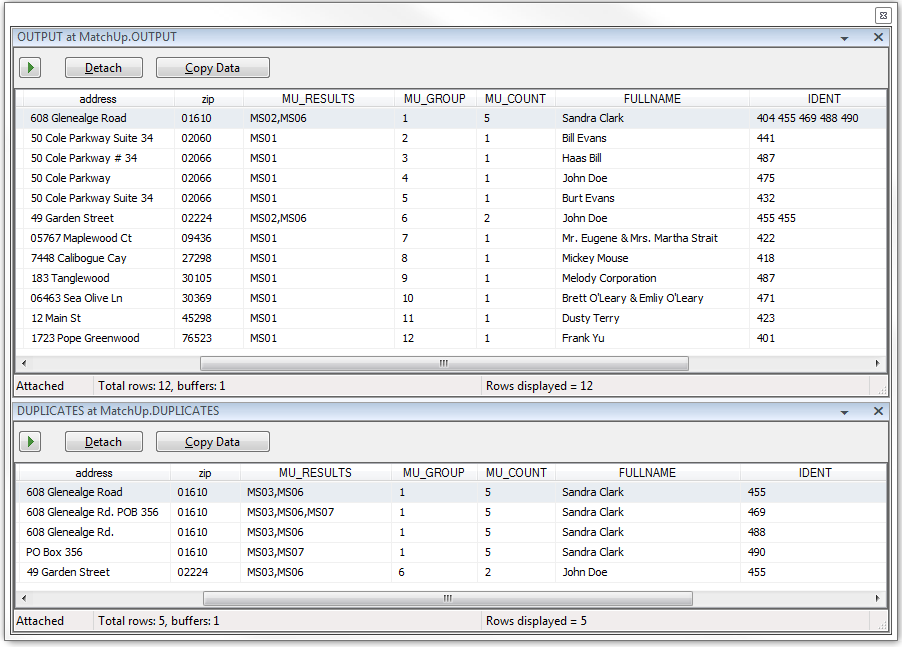 OUTPUT at MatchUp.OUTPUT
Detach Copy Data
address zip MU_RESULTS MU_GROUP MU_COUNT FULLNAME IDENT
608 Glenealge Road 01610 MS02,MS06 1 5 Sandra Clark 404 455 469 488 490
50 Cole Parkway Suite 34 02060 MS01 2 1 Bill Evans 441
50 Cole Parkway # 34 02066 MS01 3 1 Haas Bill 487
50 Cole Parkway 02066 MS01 4 1 John Doe 475
50 Cole Parkway Suite 34 02066 MS01 5 1 Burt Evans 432
49 Garden Street 02224 MS02,MS06 6 2 John Doe 455 455
05767 Maplewood Ct 09436 MS01 7 1 Mr. Eugene & Mrs. Martha Strait 422
7448 Calibogue Cay 27298 MS01 8 1 Mickey Mouse 418
183 Tanglewood 30105 MS01 9 1 Melody Corporation 487
06463 Sea Olive Ln 30369 MS01 10 1 Brett O'Leary & Emliy O'Leary 471
12 Main St 45298 MS01 11 1 Dusty Terry 423
1723 Pope Greenwood 76523 MS01 12 1 Frank Yu 401
Attached Total rows: 12, buffers: 1 Rows displayed = 12
DUPLICATES at MatchUp.DUPLICATES
Detach Copy Data
address zip MU_RESULTS MU_GROUP MU_COUNT FULLNAME IDENT
608 Glenealge Road 01610 MS03,MS06 1 5 Sandra Clark 455
608 Glenealge Rd. POB 356 01610 MS03,MS06,MS07 1 5 Sandra Clark 469
608 Glenealge Rd. 01610 MS03,MS06 1 5 Sandra Clark 488
PO Box 356 01610 MS03,MS07 1 5 Sandra Clark 490
49 Garden Street 02224 MS03,MS06 6 2 John Doe 455
Attached Total rows: 5, buffers: 1 Rows displayed = 5